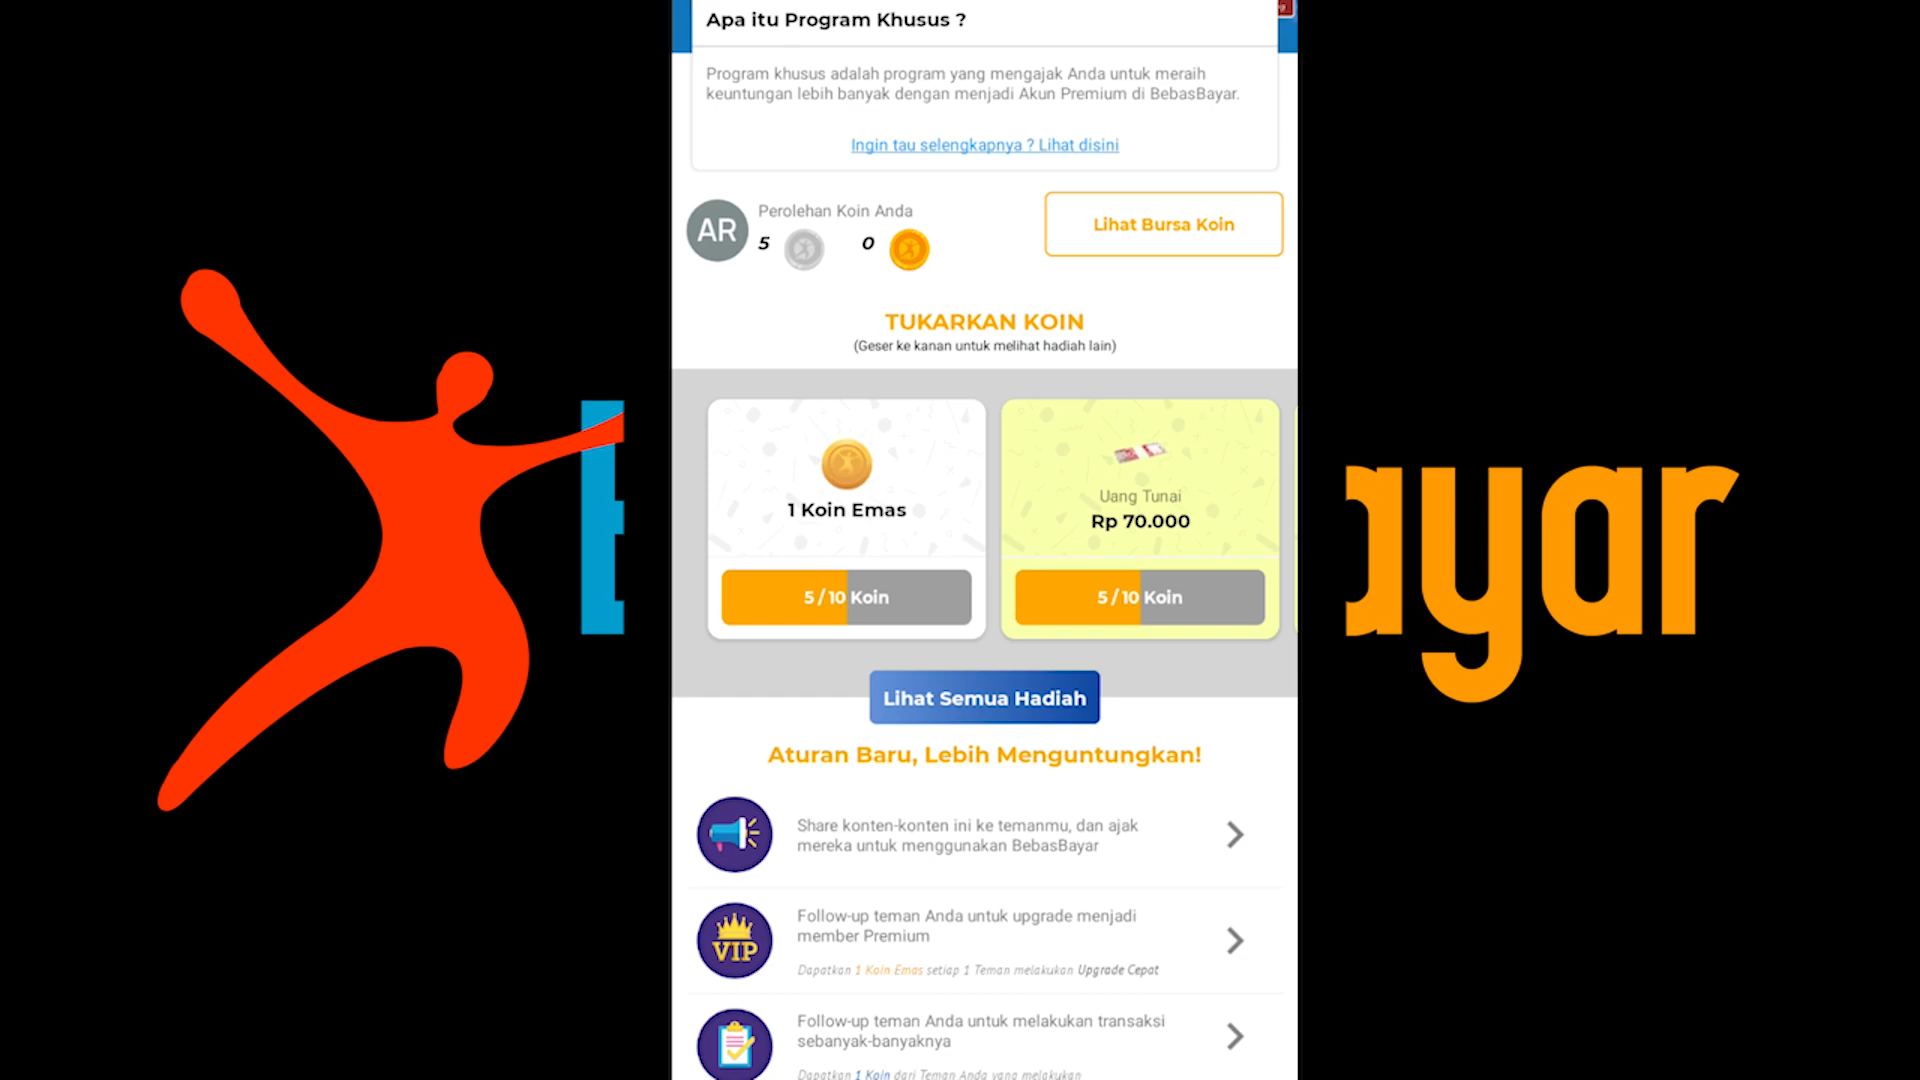 Apa itu Program Khusus ?
Program khusus adalah program yang mengajak Anda untuk meraih
keuntungan lebih banyak dengan menjadi Akun Premium di BebasBayar.
Ingin tau selengkapnya ? Lihat disini
AR
Perolehan Koin Anda
5
0
Lihat Bursa Koin
TUKARKAN KOIN
(Geser ke kanan untuk melihat hadiah lain)
1 Koin Emas
5 / 10 Koin
Uang Tunai
Rp 70.000
5 / 10 Koin
Lihat Semua Hadiah
Aturan Baru, Lebih Menguntungkan!
Share konten-konten ini ke temanmu, dan ajak
mereka untuk menggunakan BebasBayar
VIP
Follow-up teman Anda untuk upgrade menjadi
member Premium
Dapatkan 1 Koin Emas setiap 1 Teman melakukan Upgrade Cepat
Follow-up teman Anda untuk melakukan transaksi
sebanyak-banyaknya
Dapatkan 1 Koin dari Teman Anda yang melakukan
ayar